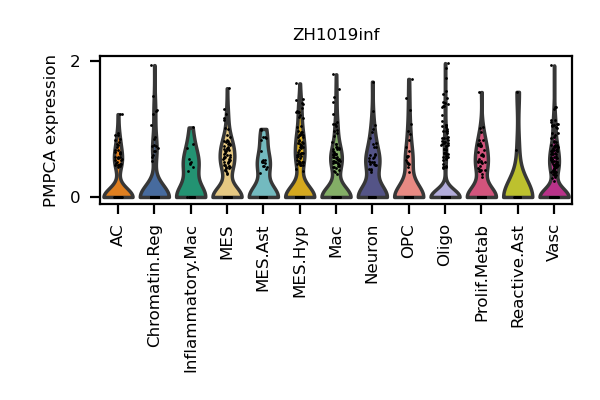 ZH1019inf
PMPCA expression
2
0
AC
Chromatin.Reg
Inflammatory.Mac
MES
MES.Ast
MES.Hyp
Mac
Neuron
OPC
Oligo
Prolif.Metab
Reactive.Ast
Vasc